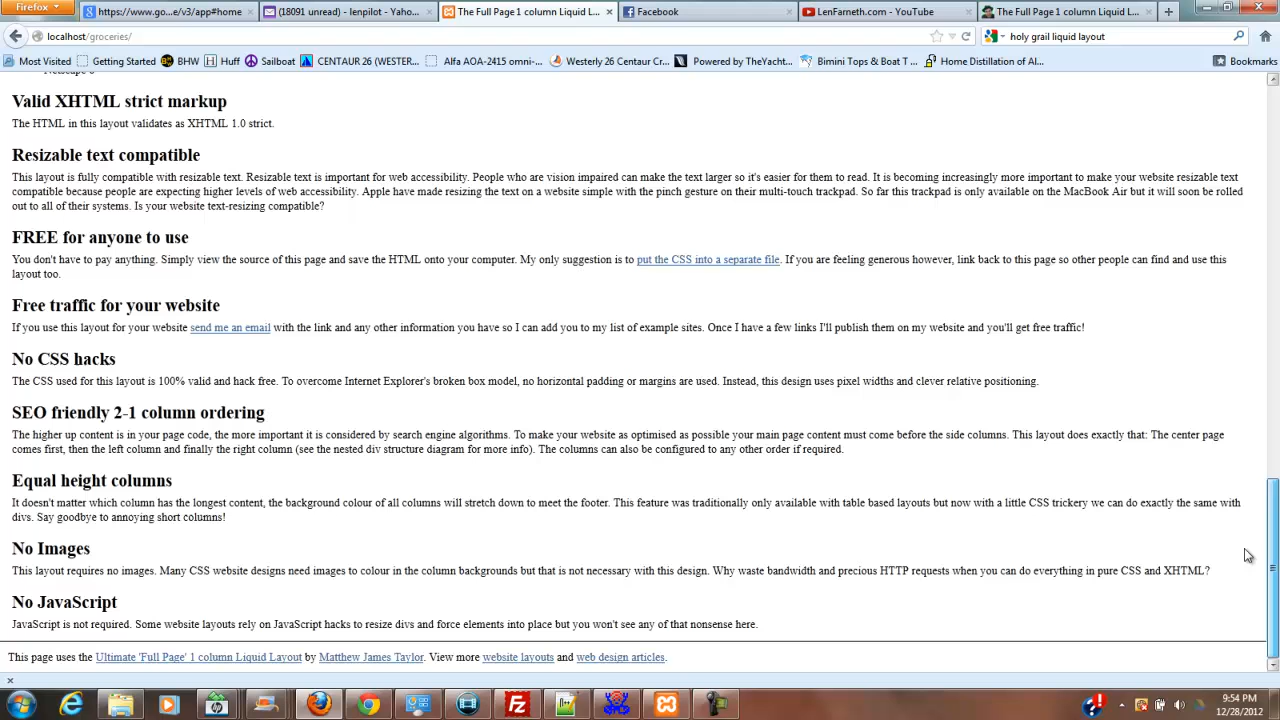 Firefox
https://www.go...e/v3/app#home
(18091 unread) - lenpilot - Yaho...
The Full Page 1 column Liquid L...
Facebook
LenFarneth.com - YouTube
The Full Page 1 column Liquid L...
localhost/groceries/
holy grail liquid layout
Most Visited
Getting Started
BHW
Huff
Sailboat
CENTAUR 26 (WESTER...
Alfa AOA-2415 omni-...
Westerly 26 Centaur Cr...
Powered by TheYacht...
Bimini Tops & Boat T...
Home Distillation of Al...
Bookmarks
Valid XHTML strict markup
The HTML in this layout validates as XHTML 1.0 strict.
Resizable text compatible
This layout is fully compatible with resizable text. Resizable text is important for web accessibility. People who are vision impaired can make the text larger so it's easier for them to read. It is becoming increasingly more important to make your website resizable text
compatible because people are expecting higher levels of web accessibility. Apple have made resizing the text on a website simple with the pinch gesture on their multi-touch trackpad. So far this trackpad is only available on the MacBook Air but it will soon be rolled
out to all of their systems. Is your website text-resizing compatible?
FREE for anyone to use
You don't have to pay anything. Simply view the source of this page and save the HTML onto your computer. My only suggestion is to put the CSS into a separate file. If you are feeling generous however, link back to this page so other people can find and use this
layout too.
Free traffic for your website
If you use this layout for your website send me an email with the link and any other information you have so I can add you to my list of example sites. Once I have a few links I'll publish them on my website and you'll get free traffic!
No CSS hacks
The CSS used for this layout is 100% valid and hack free. To overcome Internet Explorer's broken box model, no horizontal padding or margins are used. Instead, this design uses pixel widths and clever relative positioning.
SEO friendly 2-1 column ordering
The higher up content is in your page code, the more important it is considered by search engine algorithms. To make your website as optimised as possible your main page content must come before the side columns. This layout does exactly that: The center page
comes first, then the left column and finally the right column (see the nested div structure diagram for more info). The columns can also be configured to any other order if required.
Equal height columns
It doesn't matter which column has the longest content, the background colour of all columns will stretch down to meet the footer. This feature was traditionally only available with table based layouts but now with a little CSS trickery we can do exactly the same with
divs. Say goodbye to annoying short columns!
No Images
This layout requires no images. Many CSS website designs need images to colour in the column backgrounds but that is not necessary with this design. Why waste bandwidth and precious HTTP requests when you can do everything in pure CSS and XHTML?
No JavaScript
JavaScript is not required. Some website layouts rely on JavaScript hacks to resize divs and force elements into place but you won't see any of that nonsense here.
This page uses the Ultimate 'Full Page' 1 column Liquid Layout by Matthew James Taylor. View more website layouts and web design articles.
9:54 PM
12/28/2012